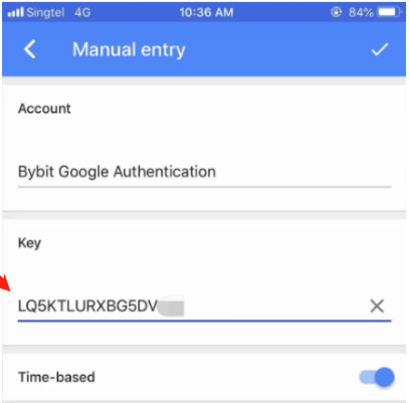 Singtel 4G 10:36 AM 84%
Manual entry
Account
Bybit Google Authentication
Key
LQ5KTLURXBG5DV
Time-based